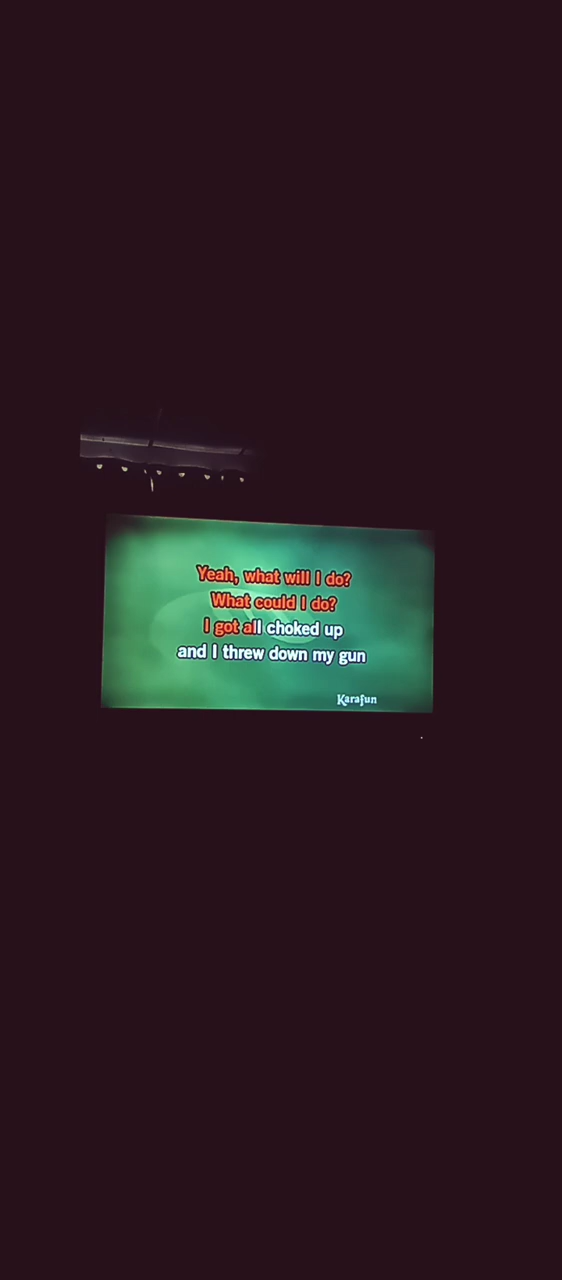 Yeah, what will I do?
What could I do?
I got all choked up
and I threw down my gun
Karafun